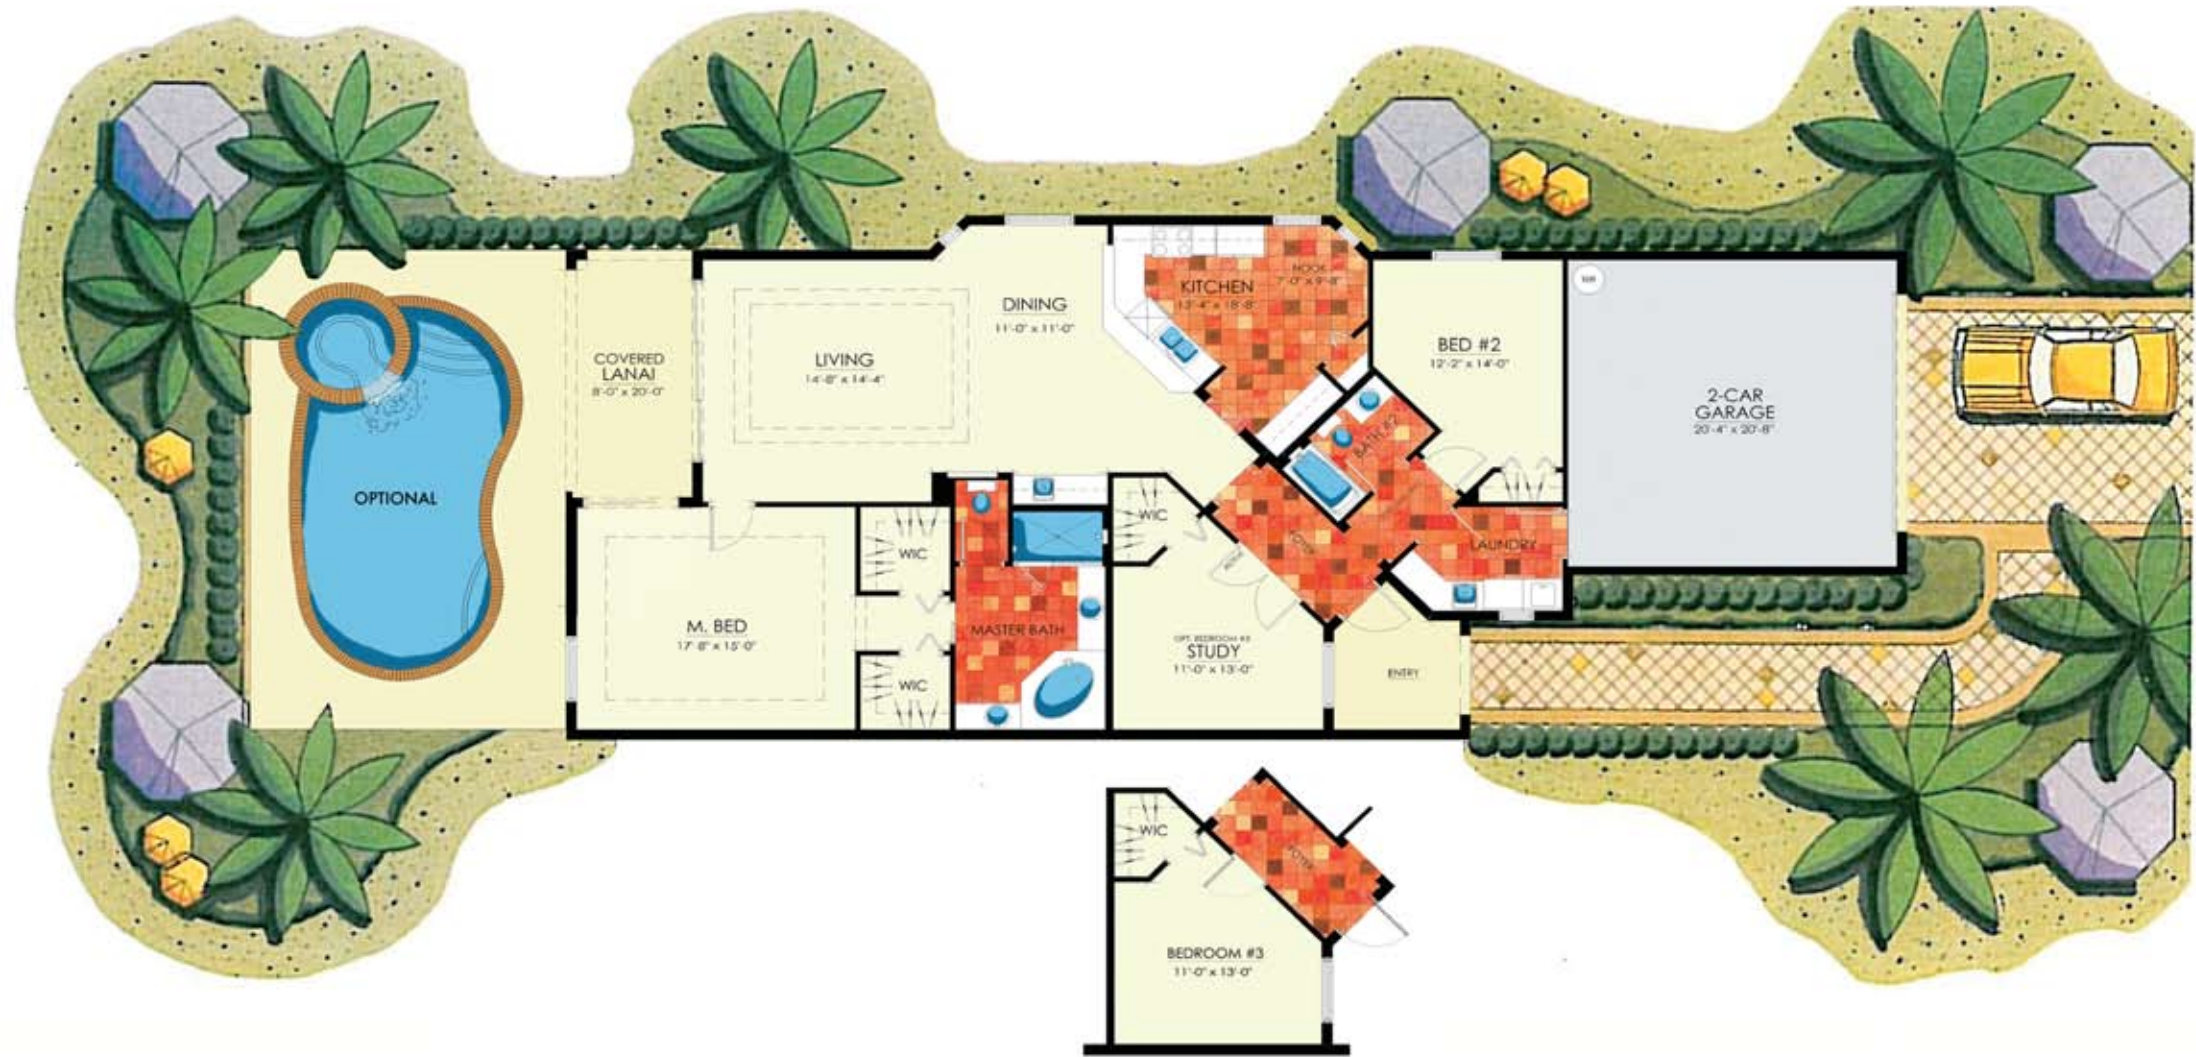 NOOK
7'-0" x 9'-8"
KITCHEN
13'-4" x 18'-8"
DINING
11'-0" x 11'-0"
BED #2
12'-2" x 14'-0"
COVERED
LANAI
8'-0" x 20'-0"
LIVING
14'-8" x 14'-4"
2-CAR
GARAGE
20'-4" x 20'-8"
BATH #2
OPTIONAL
WIC
WIC
FOYER
LAUNDRY
M. BED
17'-8" x 15'-0"
MASTER BATH
OPT. BEDROOM #3
STUDY
11'-0" x 13'-0"
ENTRY
WIC
WIC
FOYER
BEDROOM #3
11'-0" x 13'-0"